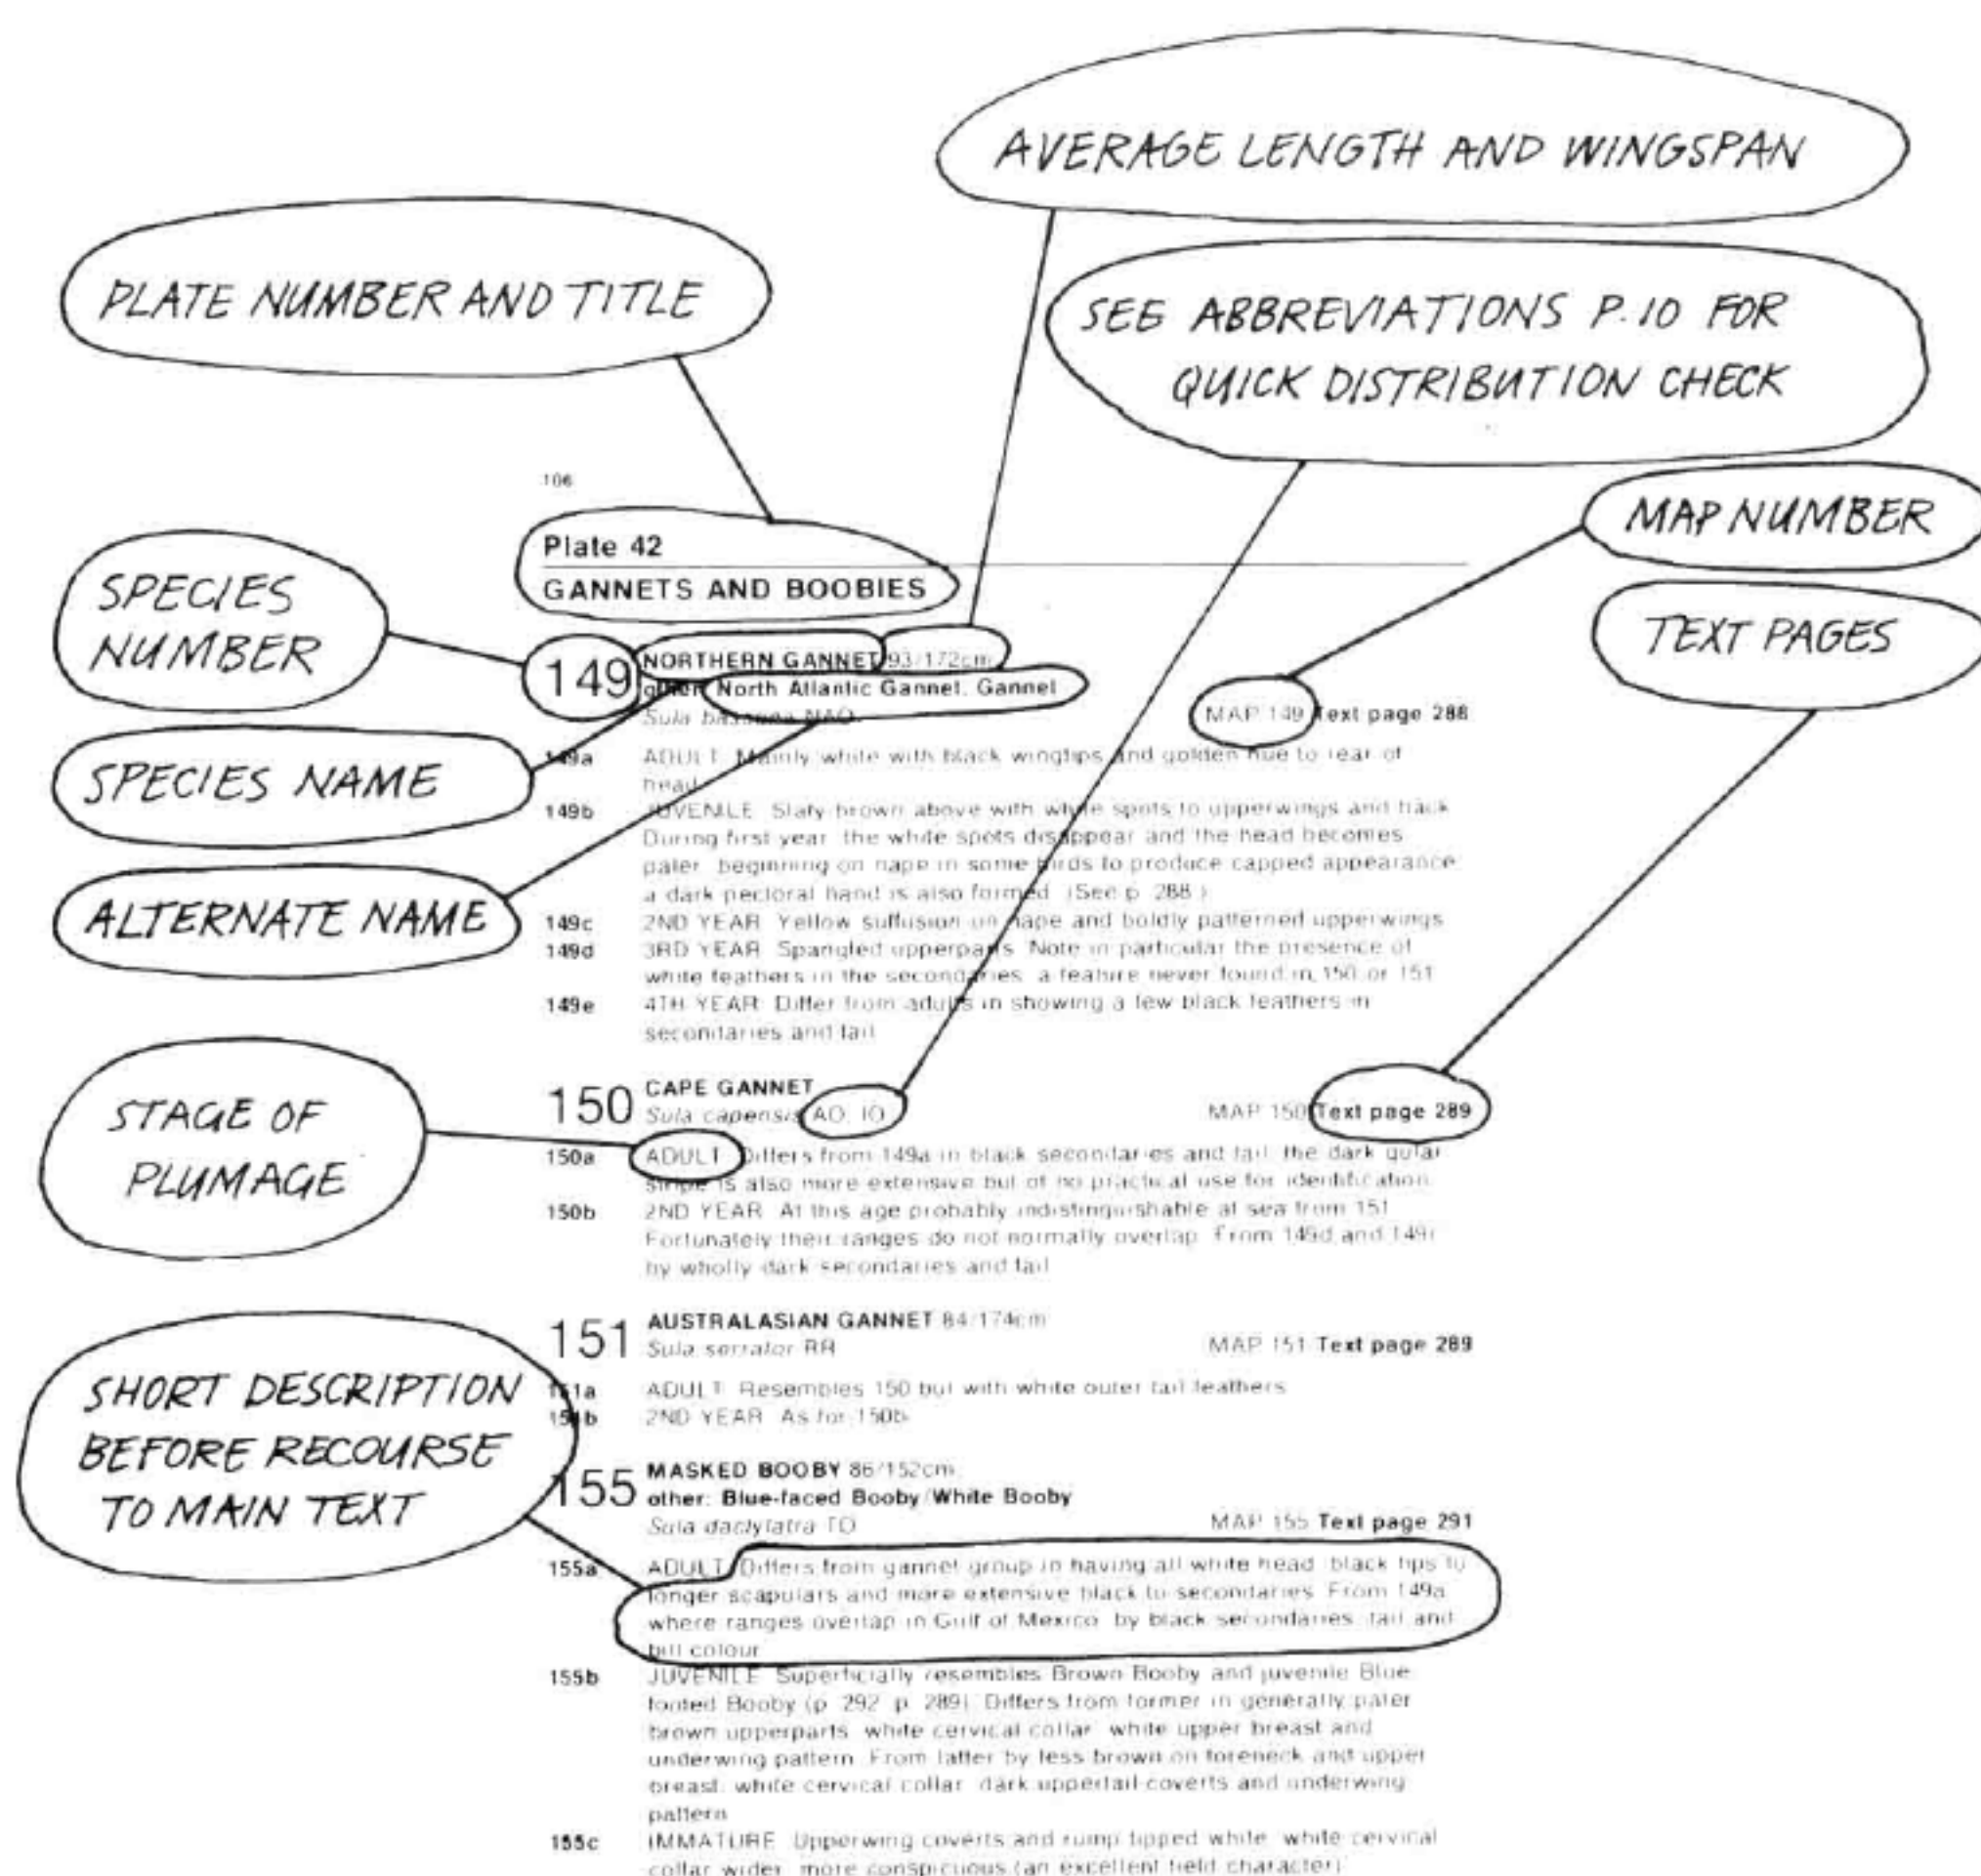 AVERAGE LENGTH AND WINGSPAN
PLATE NUMBER AND TITLE
SEE ABBREVIATIONS P.10 FOR
QUICK DISTRIBUTION CHECK
MAP NUMBER
TEXT PAGES
SPECIES
NUMBER
SPECIES NAME
ALTERNATE NAME
STAGE OF
PLUMAGE
SHORT DESCRIPTION
BEFORE RECOURSE
TO MAIN TEXT
106
Plate 42
GANNETS AND BOOBIES
149 NORTHERN GANNET 93/172cm
other: North Atlantic Gannet, Gannet
Sula bassana NAO MAP 149 Text page 288
149a ADULT Mainly white with black wingtips and golden hue to rear of
head
149b JUVENILE Slaty brown above with white spots to upperwings and back
During first year the white spots disappear and the head becomes
paler beginning on nape in some birds to produce capped appearance
a dark pectoral band is also formed (See p. 288)
149c 2ND YEAR Yellow suffusion on nape and boldly patterned upperwings
149d 3RD YEAR Spangled upperparts Note in particular the presence of
white feathers in the secondaries a feature never found in 150 or 151
149e 4TH YEAR Differ from adults in showing a few black feathers in
secondaries and tail
150 CAPE GANNET
Sula capensis AO. IO MAP 150 Text page 289
150a ADULT Differs from 149a in black secondaries and tail the dark gular
stripe is also more extensive but of no practical use for identification
150b 2ND YEAR At this age probably indistinguishable at sea from 151
Fortunately their ranges do not normally overlap From 149d and
by wholly dark secondaries and tail
151 AUSTRALASIAN GANNET 84/174cm
Sula serrator MAP 151 Text page 289
151a ADULT Resembles 150 but with white outer tail feathers
151b 2ND YEAR As for 150b
155 MASKED BOOBY 86/152cm
other: Blue-faced Booby/White Booby
Sula dactylatra TO MAP 155 Text page 291
155a ADULT Differs from gannet group in having all white head black tips to
longer scapulars and more extensive black to secondaries From 149a
where ranges overlap in Gulf of Mexico by black secondaries tail and
bill colour
155b JUVENILE Superficially resembles Brown Booby and juvenile Blue
footed Booby (p. 292 p. 289) Differs from former in generally paler
brown upperparts white cervical collar white upper breast and
underwing pattern From latter by less brown on foreneck and upper
breast, white cervical collar dark uppertail coverts and underwing
pattern
155c IMMATURE Upperwing coverts and rump tipped white white cervical
collar wider more conspicuous (an excellent field character)